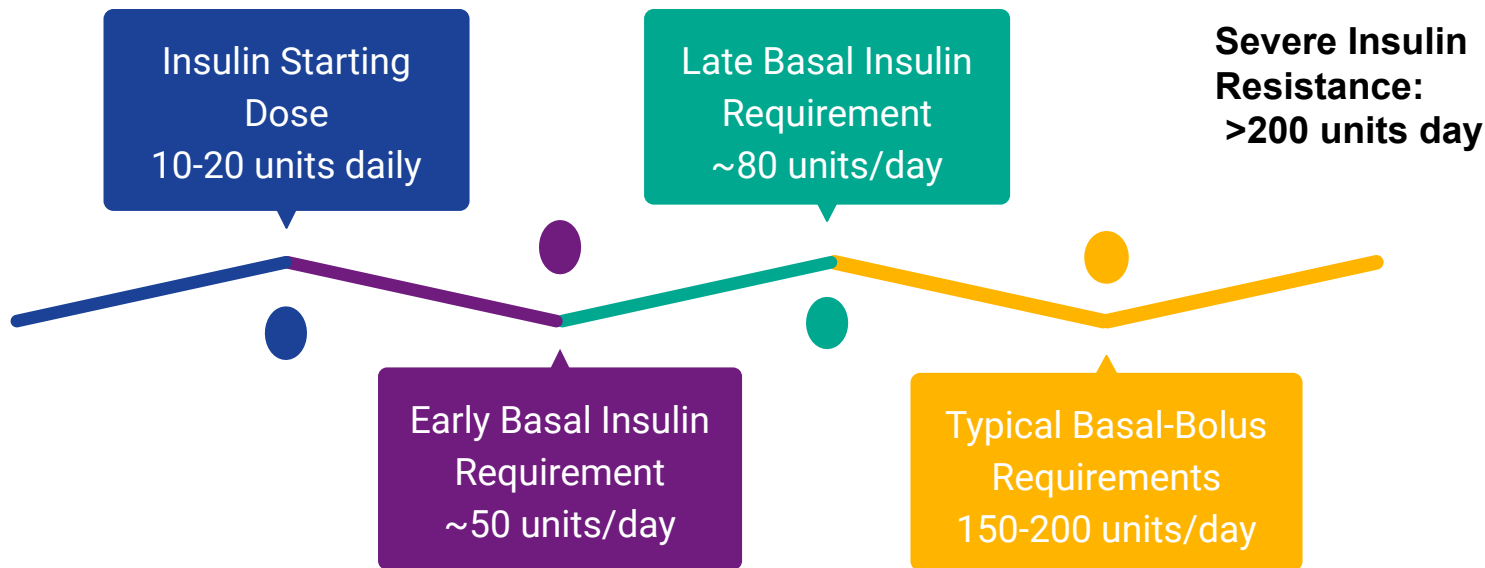 Insulin Starting
Dose
10-20 units daily
Early Basal Insulin
Requirement
~50 units/day
Late Basal Insulin
Requirement
~80 units/day
Typical Basal-Bolus
Requirements
150-200 units/day
Severe Insulin
Resistance:
>200 units day